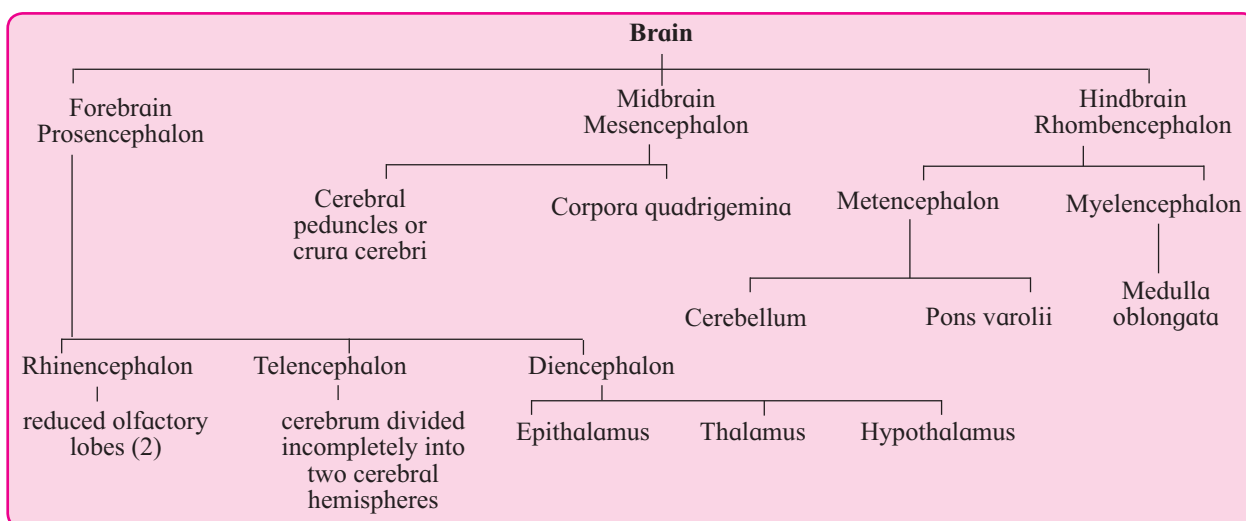 Brain
Forebrain
Prosencephalon
Midbrain
Mesencephalon
Hindbrain
Rhombencephalon
Cerebral
peduncles or
crura cerebri
Corpora quadrigemina
Metencephalon
Myelencephalon
Cerebellum
Pons varolii
Medulla
oblongata
Rhinencephalon
Telencephalon
Diencephalon
reduced olfactory
lobes (2)
cerebrum divided
incompletely into
two cerebral
hemispheres
Epithalamus
Thalamus
Hypothalamus